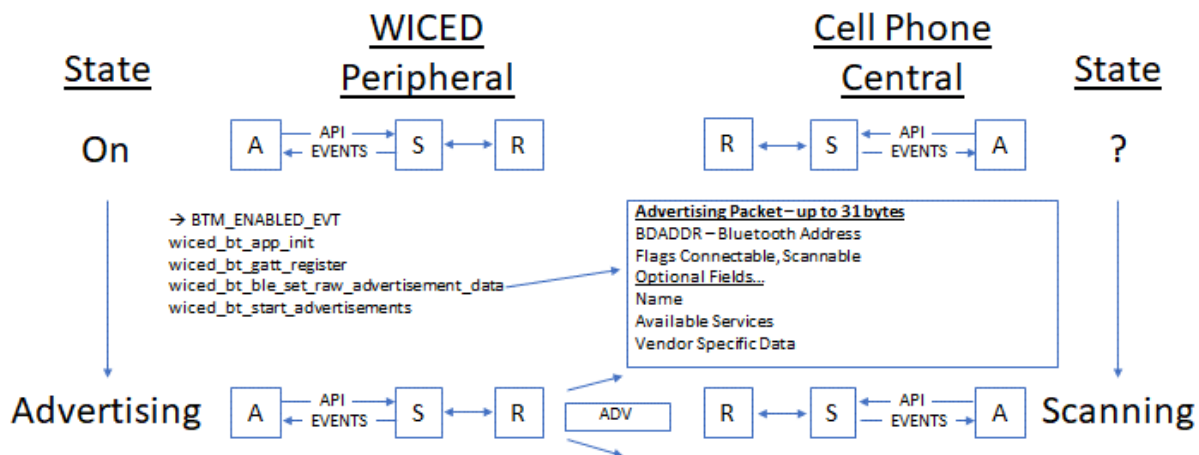 WICED
Peripheral
Cell Phone
Central
State
State
On
A
API
EVENTS
S
R
R
S
API
EVENTS
A
?
→ BTM_ENABLED_EVT
wiced_bt_app_init
wiced_bt_gatt_register
wiced_bt_ble_set_raw_advertisement_data
wiced_bt_start_advertisements
Advertising Packet – up to 31 bytes
BDADDR – Bluetooth Address
Flags Connectable, Scannable
Optional Fields...
Name
Available Services
Vendor Specific Data
Advertising
A
API
EVENTS
S
R
ADV
R
S
API
EVENTS
A
Scanning